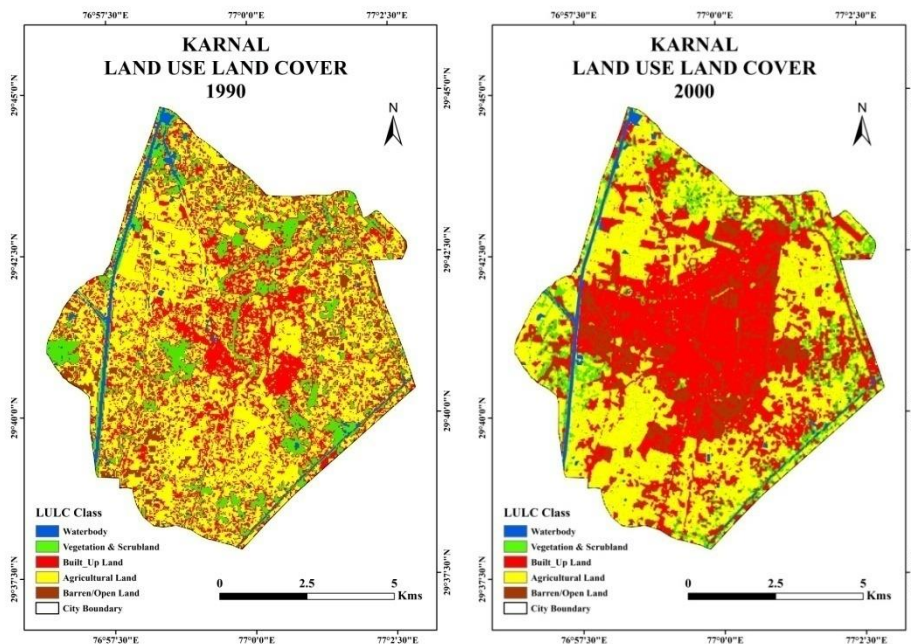 76°57'30"E 77°0'0"E 77°2'30"E
KARNAL
LAND USE LAND COVER
1990
N
29°45'0"N
29°42'30"N
29°40'0"N
29°37'30"N
LULC Class
Waterbody
Vegetation & Scrubland
Built_Up Land
Agricultural Land
Barren/Open Land
City Boundary
0 2.5 5
Kms
76°57'30"E 77°0'0"E 77°2'30"E
76°57'30"E 77°0'0"E 77°2'30"E
KARNAL
LAND USE LAND COVER
2000
N
29°45'0"N
29°42'30"N
29°40'0"N
29°37'30"N
LULC Class
Waterbody
Vegetation & Scrubland
Built_Up Land
Agricultural Land
Barren/Open Land
City Boundary
0 2.5 5
Kms
76°57'30"E 77°0'0"E 77°2'30"E